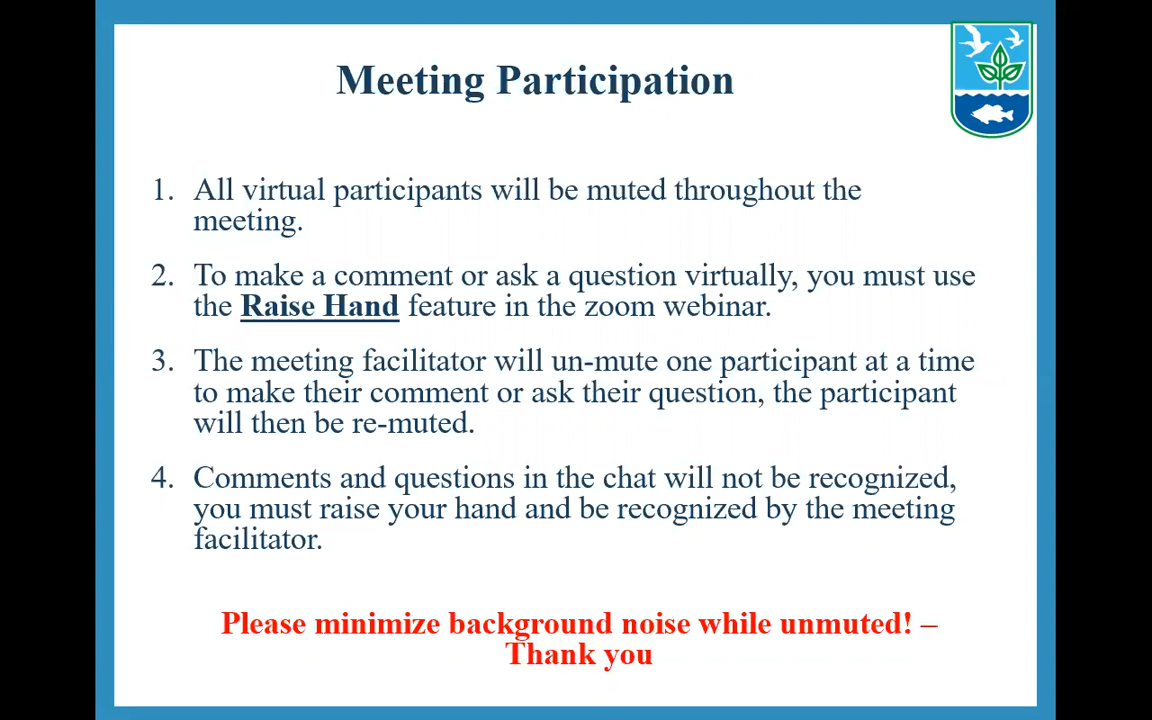 Meeting Participation
1. All virtual participants will be muted throughout the
meeting.
2. To make a comment or ask a question virtually, you must use
the Raise Hand feature in the zoom webinar.
3. The meeting facilitator will un-mute one participant at a time
to make their comment or ask their question, the participant
will then be re-muted.
4. Comments and questions in the chat will not be recognized,
you must raise your hand and be recognized by the meeting
facilitator.
Please minimize background noise while unmuted! –
Thank you